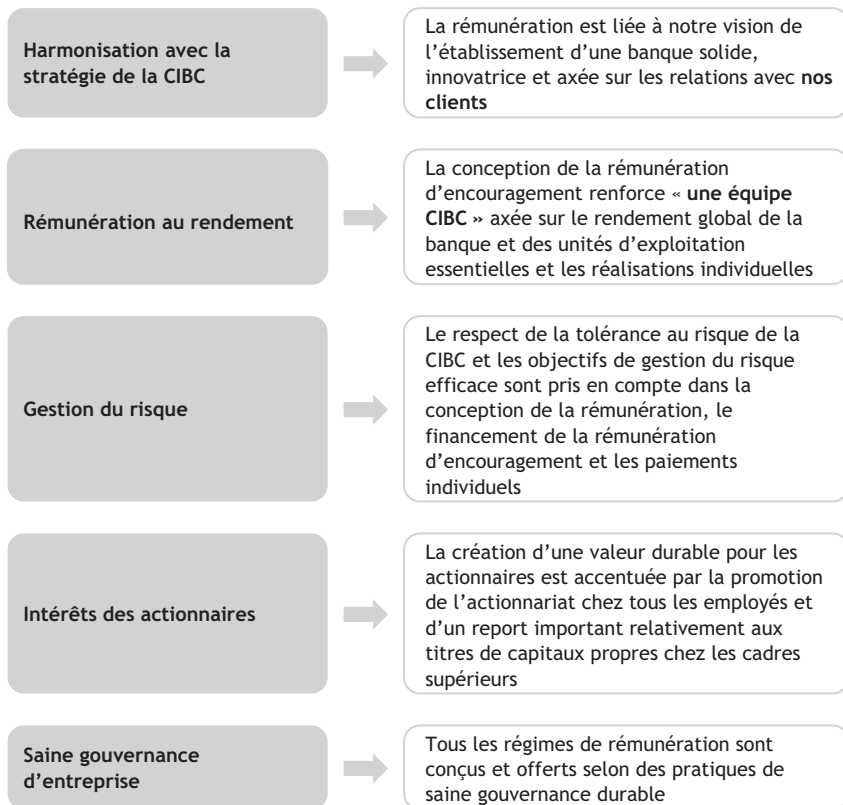 Harmonisation avec la
stratégie de la CIBC
La rémunération est liée à notre vision de
l’établissement d’une banque solide,
innovatrice et axée sur les relations avec nos
clients
Rémunération au rendement
La conception de la rémunération
d’encouragement renforce « une équipe
CIBC » axée sur le rendement global de la
banque et des unités d’exploitation
essentielles et les réalisations individuelles
Gestion du risque
Le respect de la tolérance au risque de la
CIBC et les objectifs de gestion du risque
efficace sont pris en compte dans la
conception de la rémunération, le
financement de la rémunération
d’encouragement et les paiements
individuels
Intérêts des actionnaires
La création d’une valeur durable pour les
actionnaires est accentuée par la promotion
de l’actionnariat chez tous les employés et
d’un report important relativement aux
titres de capitaux propres chez les cadres
supérieurs
Saine gouvernance
d’entreprise
Tous les régimes de rémunération sont
conçus et offerts selon des pratiques de
saine gouvernance durable